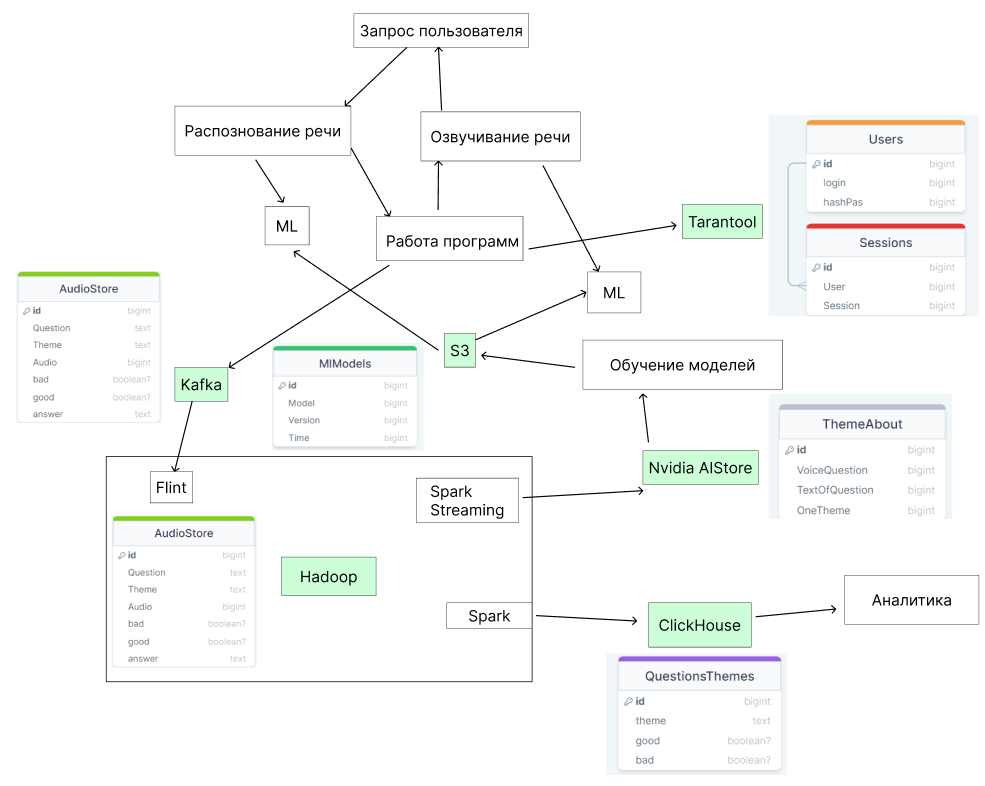 Запрос пользователя
Распознование речи
Озвучивание речи
ML
Работа программ
Tarantool
Users
id bigint
login bigint
hashPas bigint
Sessions
id bigint
User bigint
Session bigint
AudioStore
id bigint
Question text
Theme text
Audio bigint
bad boolean?
good boolean?
answer text
ML
S3
Обучение моделей
Kafka
MlModels
id bigint
Model bigint
Version bigint
Time bigint
ThemeAbout
id bigint
VoiceQuestion bigint
TextOfQuestion bigint
OneTheme bigint
Nvidia AIStore
Flint
Spark
Streaming
AudioStore
id bigint
Question text
Theme text
Audio bigint
bad boolean?
good boolean?
answer text
Hadoop
Spark
ClickHouse
Аналитика
QuestionsThemes
id bigint
theme text
good boolean?
bad boolean?